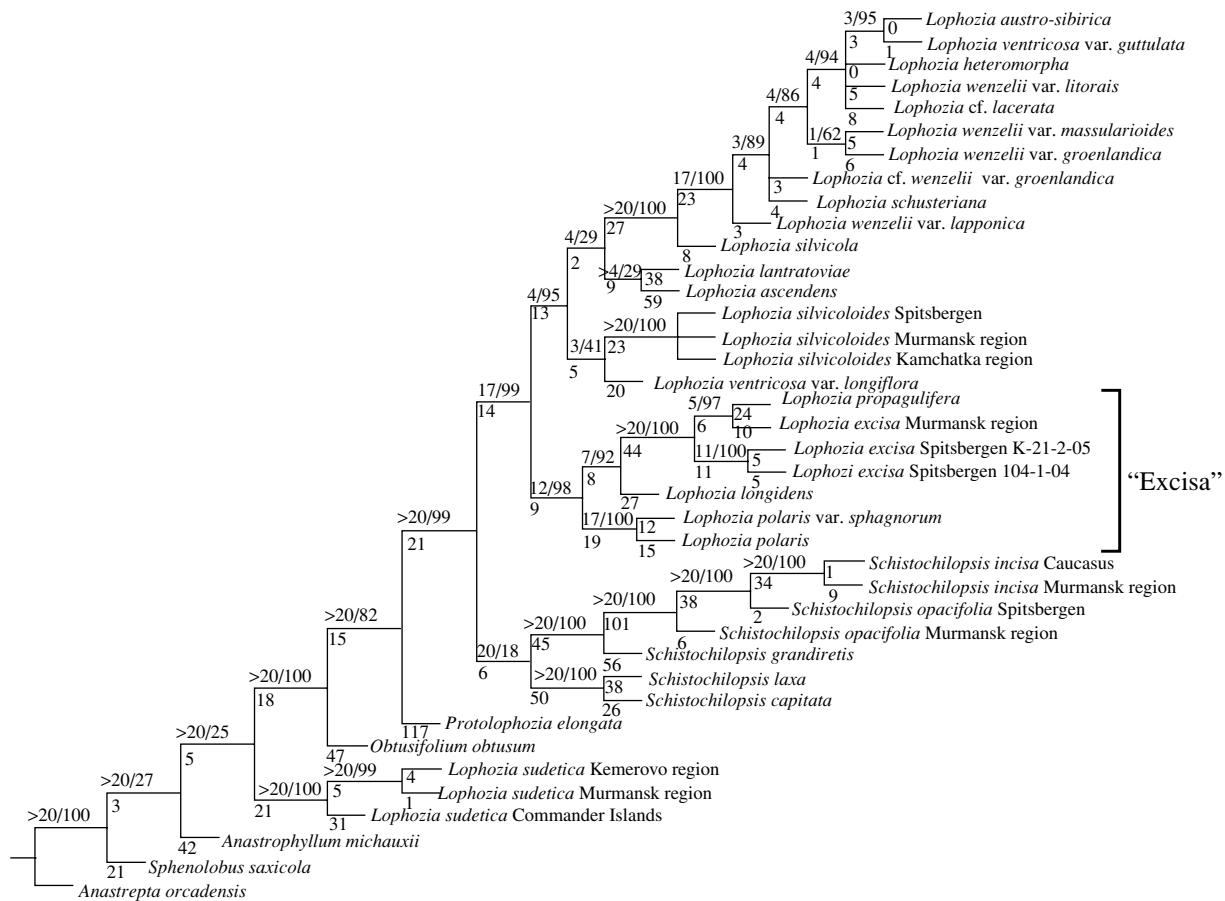 3/95
0
Lophozia austro-sibirica
3
1
Lophozia ventricosa var. guttulata
4/94
0
Lophozia heteromorpha
4
5
Lophozia wenzelii var. litorais
8
Lophozia cf. lacerata
4/86
4
1/62
5
Lophozia wenzelii var. massularioides
1
6
Lophozia wenzelii var. groenlandica
3/89
4
3
Lophozia cf. wenzelii var. groenlandica
4
Lophozia schusteriana
17/100
23
3
Lophozia wenzelii var. lapponica
>20/100
27
8
Lophozia silvicola
4/29
2
>4/29
38
Lophozia lantratoviae
9
59
Lophozia ascendens
4/95
13
>20/100
Lophozia silvicoloides Spitsbergen
3/41
23
Lophozia silvicoloides Murmansk region
5
Lophozia silvicoloides Kamchatka region
20
Lophozia ventricosa var. longiflora
17/99
14
5/97
24
Lophozia propagulifera
6
10
Lophozia excisa Murmansk region
>20/100
44
11/100
5
Lophozia excisa Spitsbergen K-21-2-05
11
5
Lophozi excisa Spitsbergen 104-1-04
“Excisa”
7/92
8
12/98
9
27
Lophozia longidens
17/100
12
Lophozia polaris var. sphagnorum
19
15
Lophozia polaris
>20/99
21
>20/100
1
Schistochilopsis incisa Caucasus
>20/100
34
9
Schistochilopsis incisa Murmansk region
>20/100
38
2
Schistochilopsis opacifolia Spitsbergen
>20/100
101
6
Schistochilopsis opacifolia Murmansk region
20/18
45
56
Schistochilopsis grandiretis
6
>20/100
38
Schistochilopsis laxa
50
26
Schistochilopsis capitata
>20/82
15
117
Protolophozia elongata
>20/100
18
47
Obtusifolium obtusum
>20/25
5
>20/99
4
Lophozia sudetica Kemerovo region
>20/100
5
1
Lophozia sudetica Murmansk region
21
31
Lophozia sudetica Commander Islands
>20/27
3
42
Anastrophyllum michauxii
>20/100
21
Sphenolobus saxicola
Anastrepta orcadensis